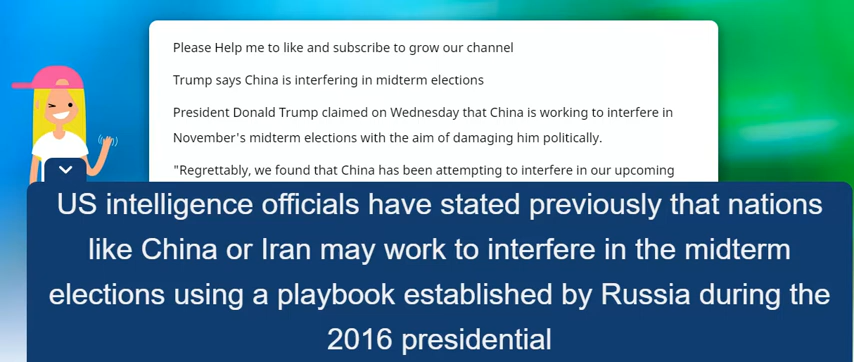 Please Help me to like and subscribe to grow our channel
Trump says China is interfering in midterm elections
President Donald Trump claimed on Wednesday that China is working to interfere in
November's midterm elections with the aim of damaging him politically.
"Regrettably, we found that China has been attempting to interfere in our upcoming
US intelligence officials have stated previously that nations
like China or Iran may work to interfere in the midterm
elections using a playbook established by Russia during the
2016 presidential